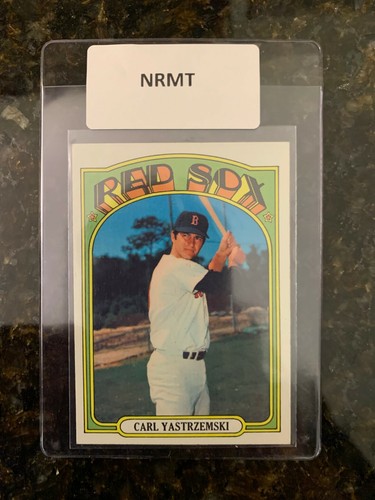 NRMT
RED SOX
B
CARL YASTRZEMSKI